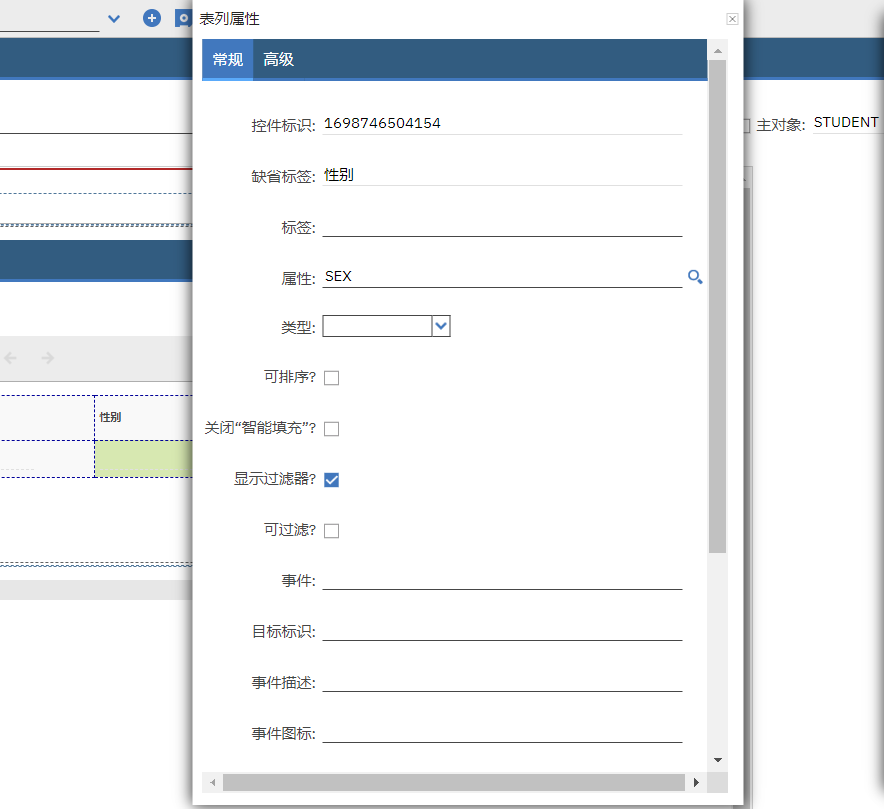 表列属性
常规 高级
控件标识: 1698746504154
主对象: STUDENT
缺省标签: 性别
标签:
属性: SEX
类型:
可排序?
性别
关闭“智能填充”?
显示过滤器?
可过滤?
事件:
目标标识:
事件描述:
事件图标: